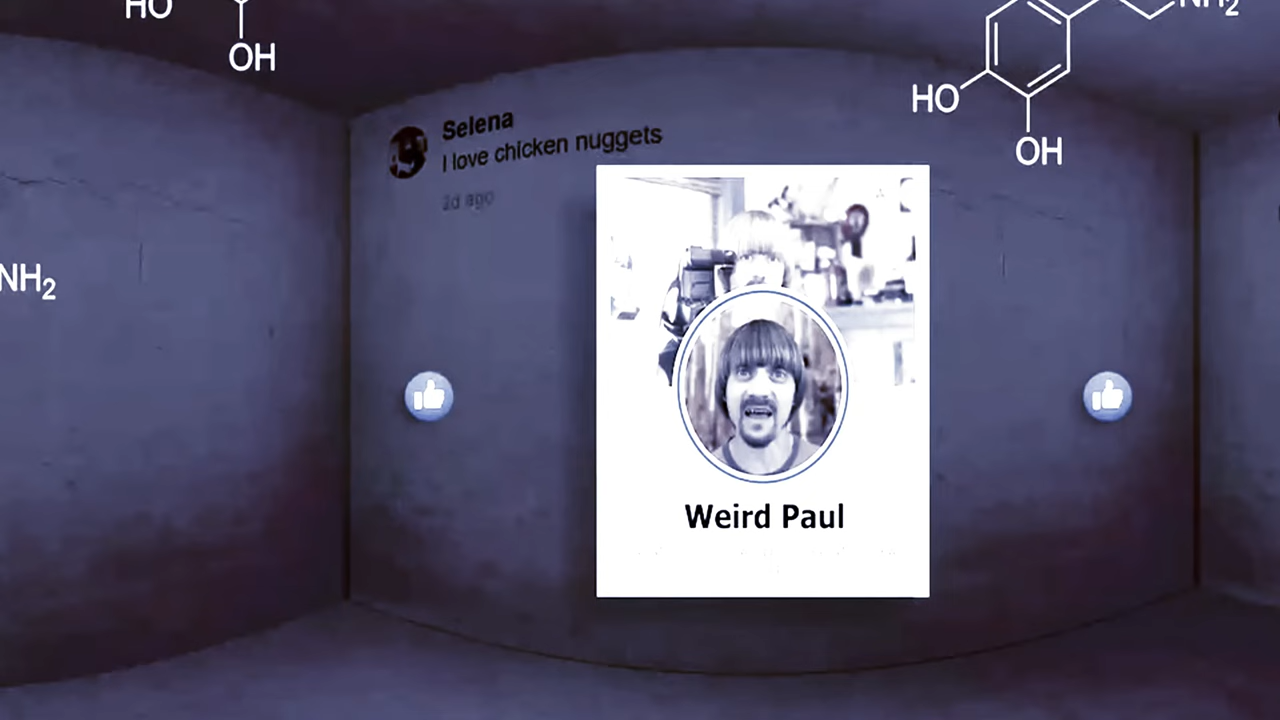 HO
OH
NH2
HO
OH
Selena
I love chicken nuggets
2d ago
NH2
Weird Paul